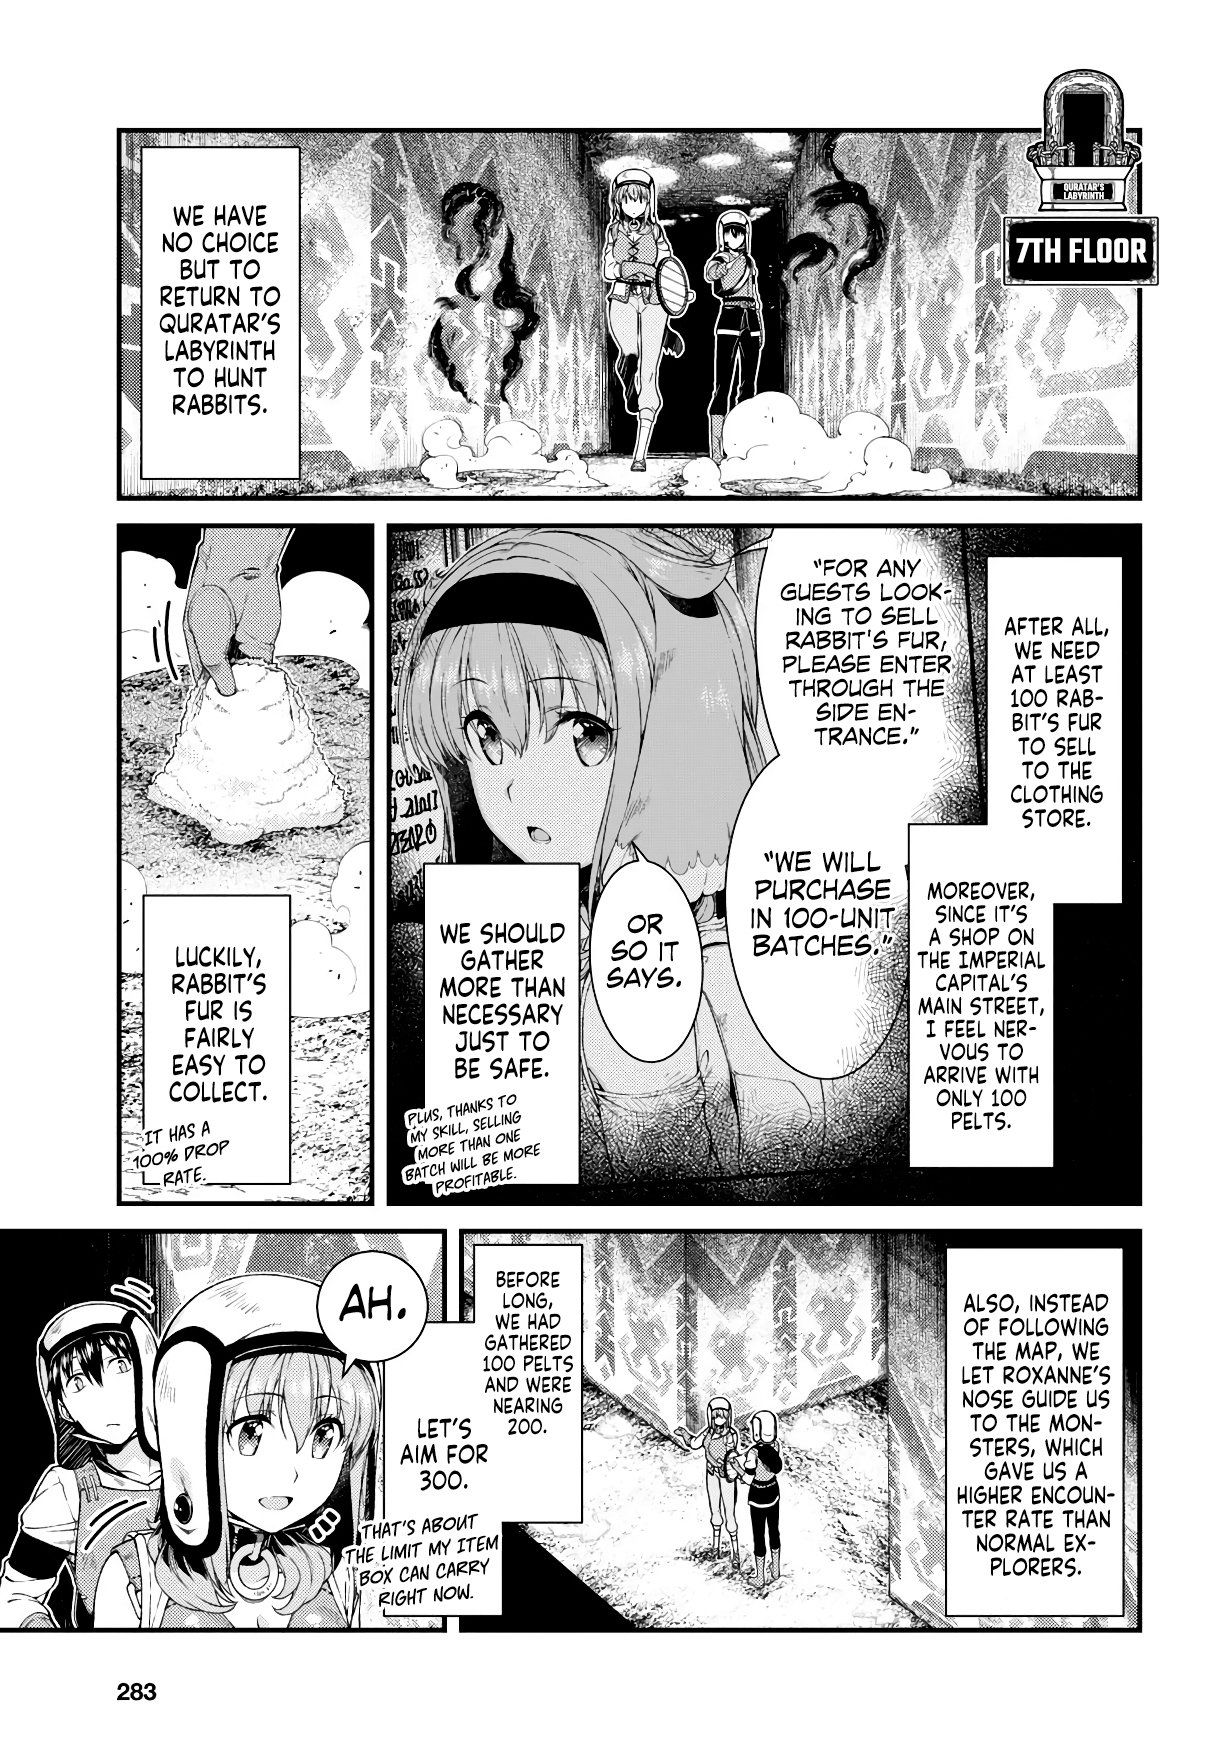 WE HAVE
NO CHOICE
BUT TO
RETURN TO
QURATAR'S
LABYRINTH
TO HUNT
RABBITS.
QURATAR'S
LABYRINTH
7TH FLOOR
AFTER ALL,
WE NEED
AT LEAST
100 RAB-
BIT'S FUR
TO SELL
TO THE
CLOTHING
STORE.
MOREOVER,
SINCE IT'S
A SHOP ON
THE IMPERIAL
CAPITAL'S
MAIN STREET,
I FEEL NER-
VOUS TO
ARRIVE WITH
ONLY 100
PELTS.
"FOR ANY
GUESTS LOOK-
ING TO SELL
RABBIT'S FUR,
PLEASE ENTER
THROUGH THE
SIDE EN-
TRANCE."
"WE WILL
PURCHASE
IN 100-UNIT
BATCHES."
OR
SO IT
SAYS.
WE SHOULD
GATHER
MORE THAN
NECESSARY
JUST TO
BE SAFE.
PLUS, THANKS TO
MY SKILL, SELLING
MORE THAN ONE
BATCH WILL BE MORE
PROFITABLE.
LUCKILY,
RABBIT'S
FUR IS
FAIRLY
EASY TO
COLLECT.
IT HAS A
100% DROP
RATE.
ALSO, INSTEAD
OF FOLLOWING
THE MAP, WE
LET ROXANNE'S
NOSE GUIDE US
TO THE MON-
STERS, WHICH
GAVE US A
HIGHER ENCOUN-
TER RATE THAN
NORMAL EX-
PLORERS.
BEFORE
LONG,
WE HAD
GATHERED
100 PELTS
AND WERE
NEARING
200.
AH.
LET'S
AIM FOR
300.
THAT'S ABOUT
THE LIMIT MY ITEM
BOX CAN CARRY
RIGHT NOW.
283